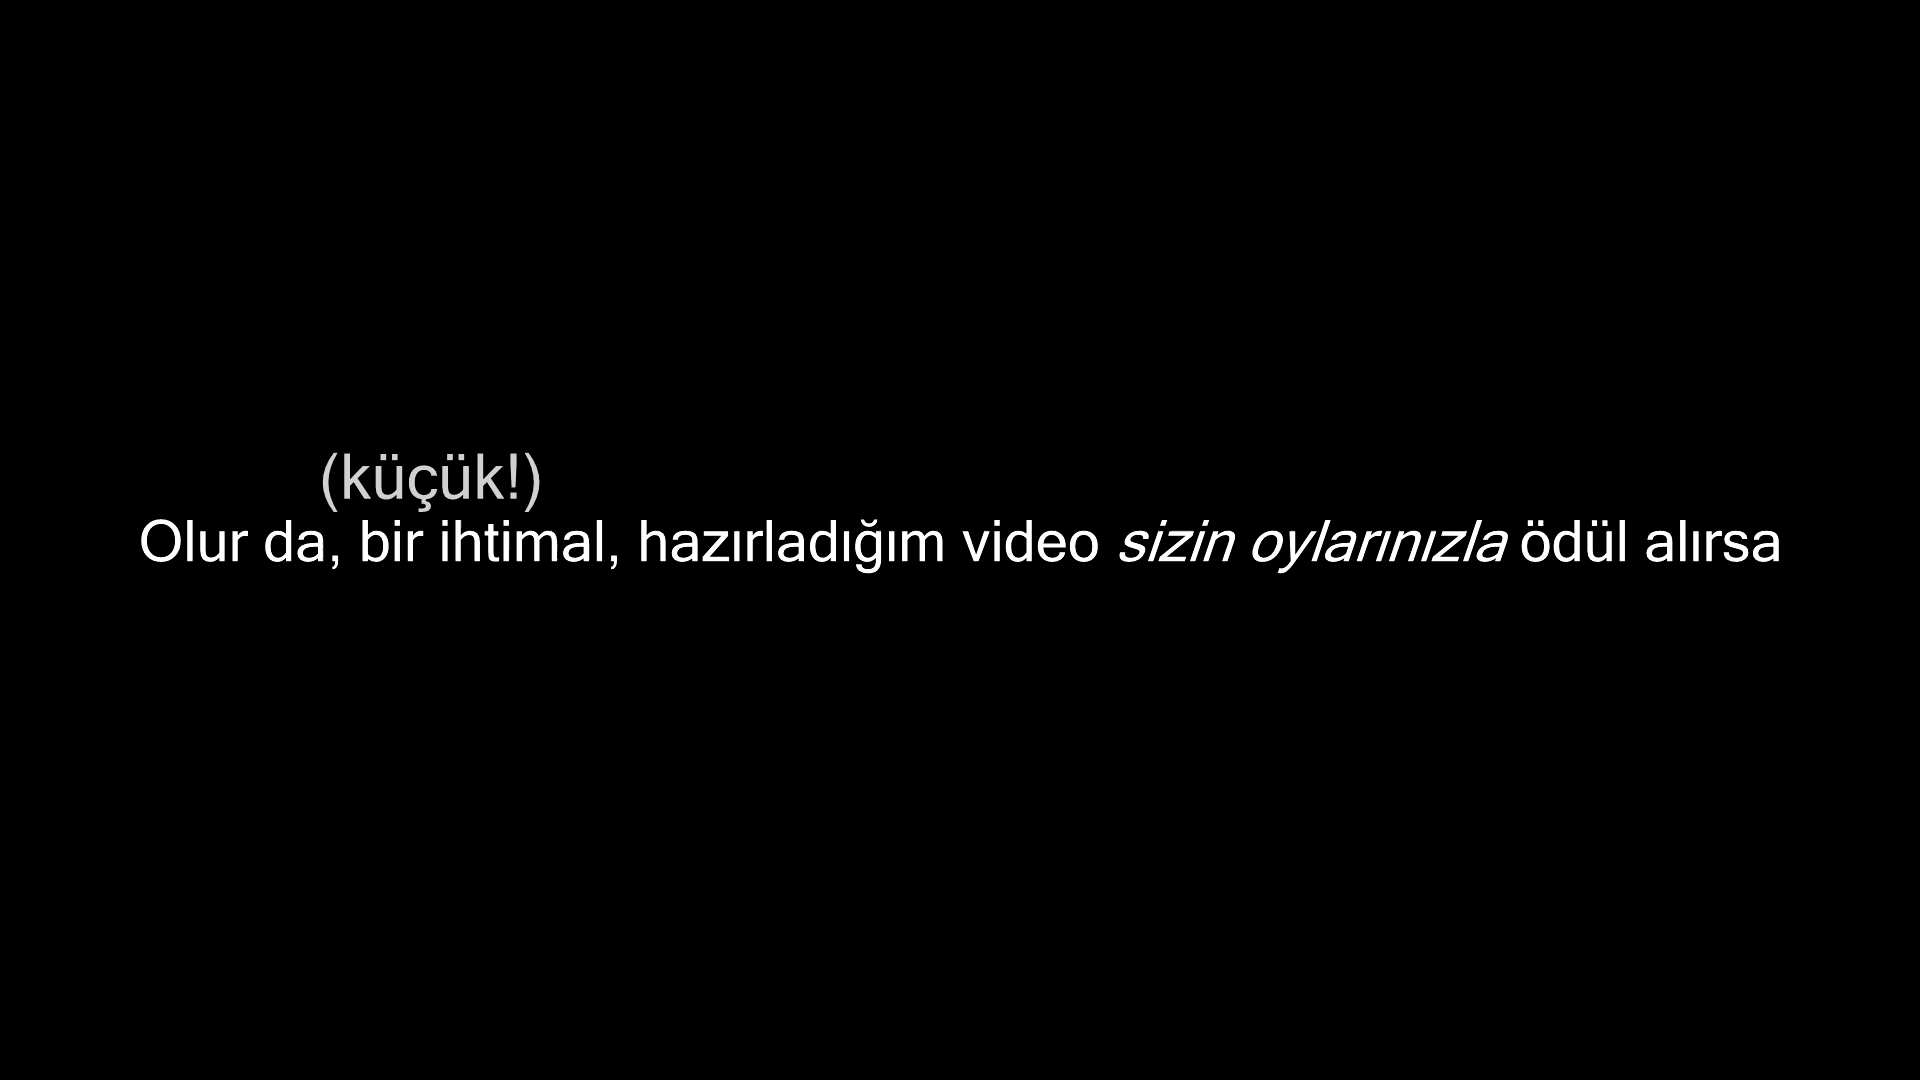 (küçük!)
Olur da, bir ihtimal, hazırladığım video sizin oylarınızla ödül alırsa